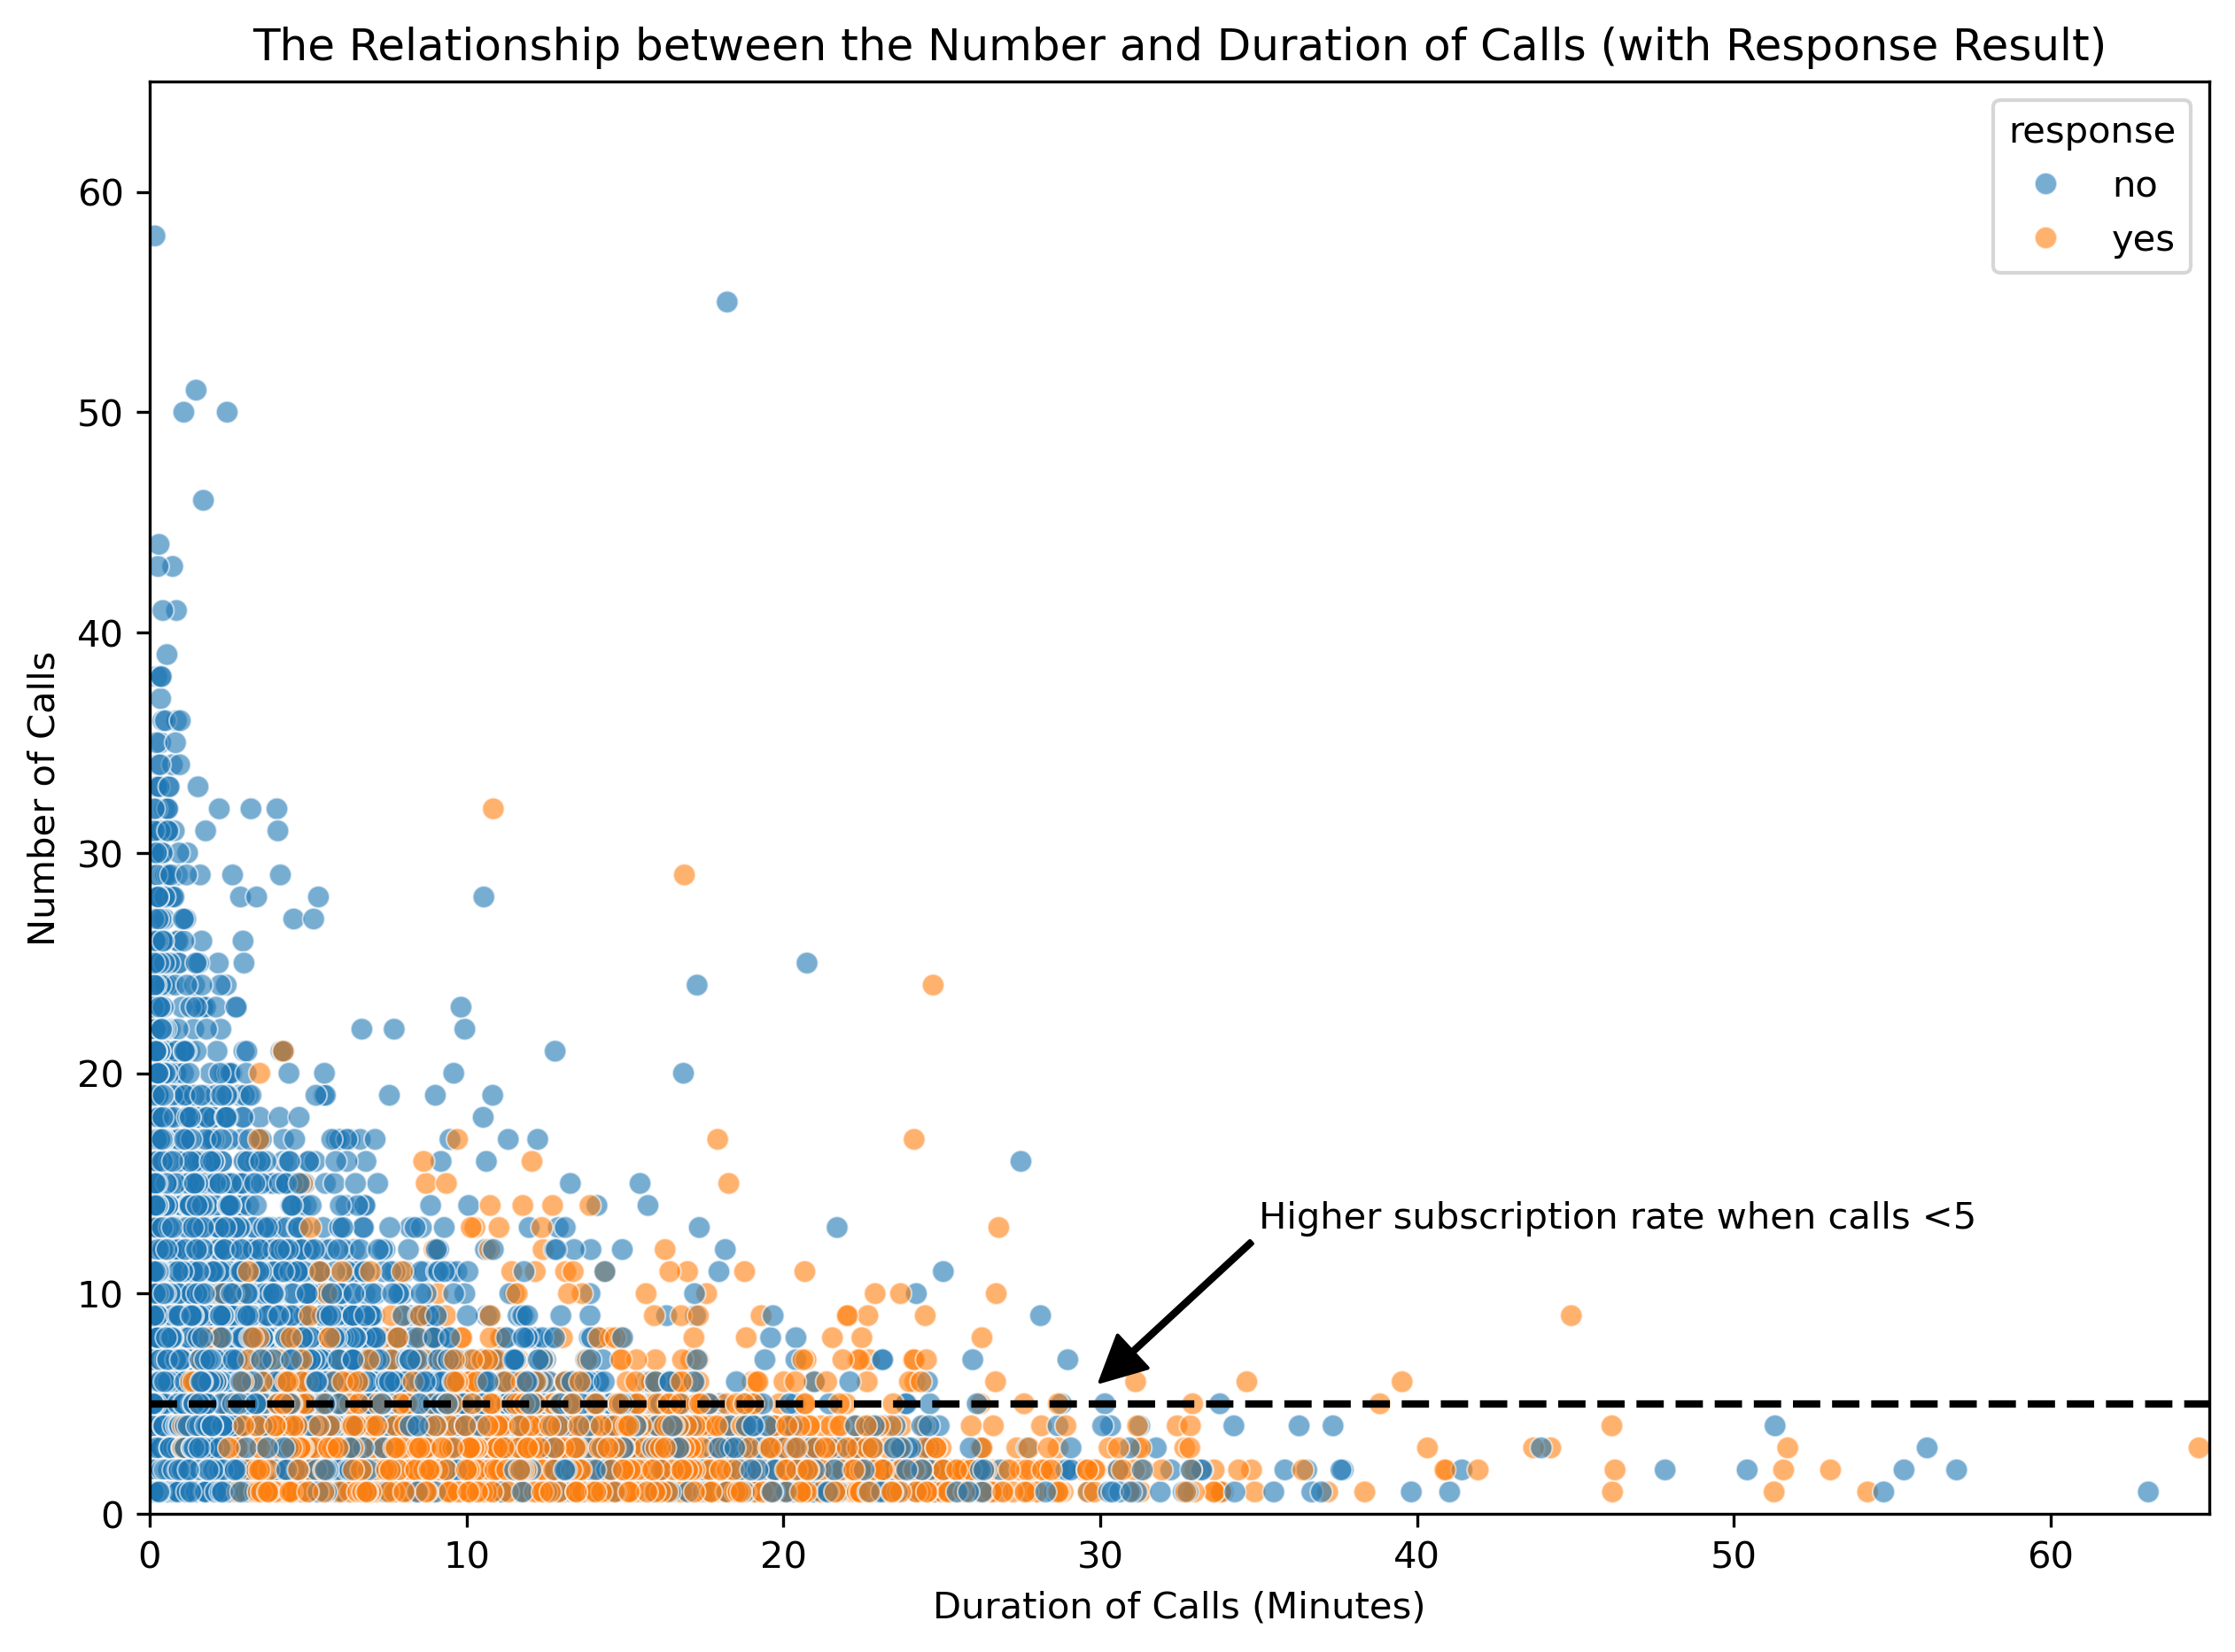 The Relationship between the Number and Duration of Calls (with Response Result)
response
no
yes
60
50
40
30
20
10
0
Number of Calls
Higher subscription rate when calls <5
0 10 20 30 40 50 60
Duration of Calls (Minutes)